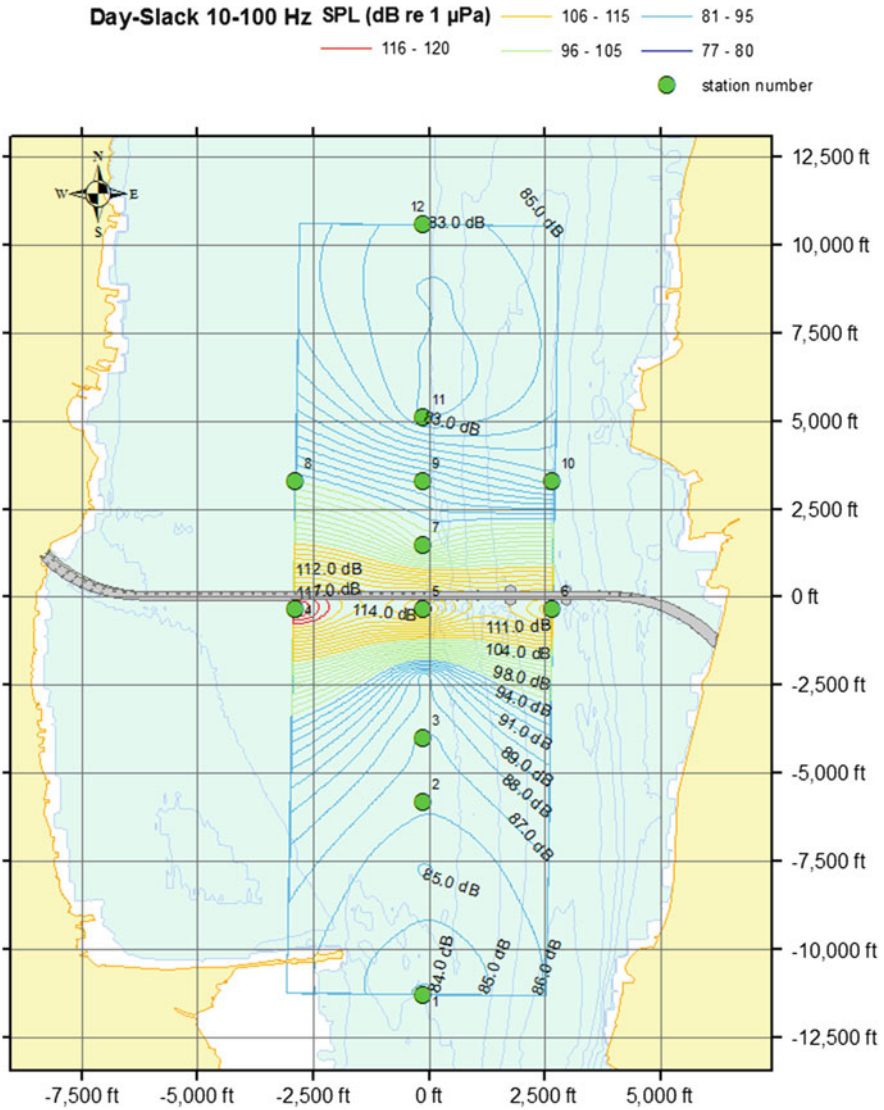 Day-Slack 10-100 Hz SPL (dB re 1 µPa)
106 - 115
81 - 95
116 - 120
96 - 105
77 - 80
station number
12,500 ft
N
W E
S
12
83.0 dB
85.0 dB
10,000 ft
7,500 ft
11
83.0 dB
5,000 ft
8
9
10
2,500 ft
7
112.0 dB
117.0 dB
5
6
0 ft
4
114.0 dB
111.0 dB
104.0 dB
98.0 dB
-2,500 ft
94.0 dB
91.0 dB
3
89.0 dB
-5,000 ft
88.0 dB
2
87.0 dB
-7,500 ft
85.0 dB
84.0 dB
85.0 dB
86.0 dB
-10,000 ft
1
-12,500 ft
-7,500 ft
-5,000 ft
-2,500 ft
0 ft
2,500 ft
5,000 ft